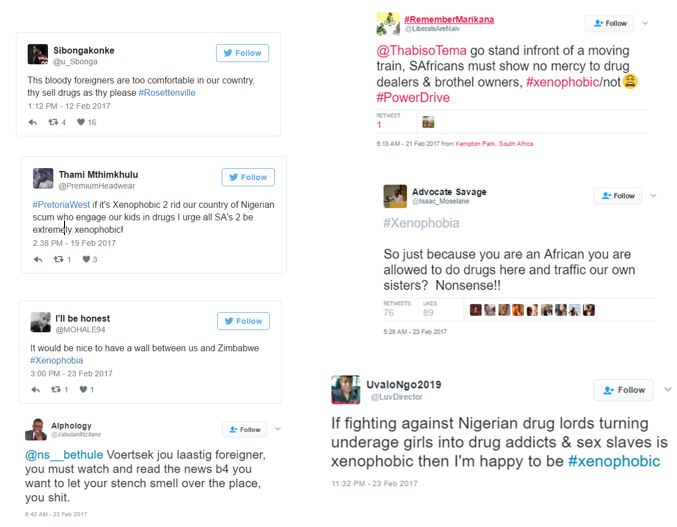 Sibongakonke
@u_Sbonga
Follow
Ths bloody foreigners are too comfortable in our cowntry,
thy sell drugs as thy please #Rosettenville
1:12 PM - 12 Feb 2017
4 16
Thami Mthimkhulu
@PremiumHeadwear
Follow
#PretoriaWest if it's Xenophobic 2 rid our country of Nigerian
scum who engage our kids in drugs I urge all SA's 2 be
extremely xenophobic!
2:38 PM - 19 Feb 2017
1 3
I'll be honest
@MOHALE94
Follow
It would be nice to have a wall between us and Zimbabwe
#Xenophobia
3:00 PM - 23 Feb 2017
1 1
Alphology
@JabulaniNzilane
Follow
@ns__bethule Voertsek jou laastig foreigner,
you must watch and read the news b4 you
want to let your stench smell over the place,
you shit.
6:42 AM - 23 Feb 2017
#RememberMarikana
@LiberalsAreNaiv
Follow
@ThabisoTema go stand infront of a moving
train, SAfricans must show no mercy to drug
dealers & brothel owners, #xenophobic/not😩
#PowerDrive
RETWEET
1
5:13 AM - 21 Feb 2017 from Kempton Park, South Africa
Advocate Savage
@Isaac_Moselane
Follow
#Xenophobia
So just because you are an African you are
allowed to do drugs here and traffic our own
sisters? Nonsense!!
RETWEETS LIKES
76 89
5:28 AM - 23 Feb 2017
UvaloNgo2019
@LuvDirector
Follow
If fighting against Nigerian drug lords turning
underage girls into drug addicts & sex slaves is
xenophobic then I'm happy to be #xenophobic
11:32 PM - 23 Feb 2017